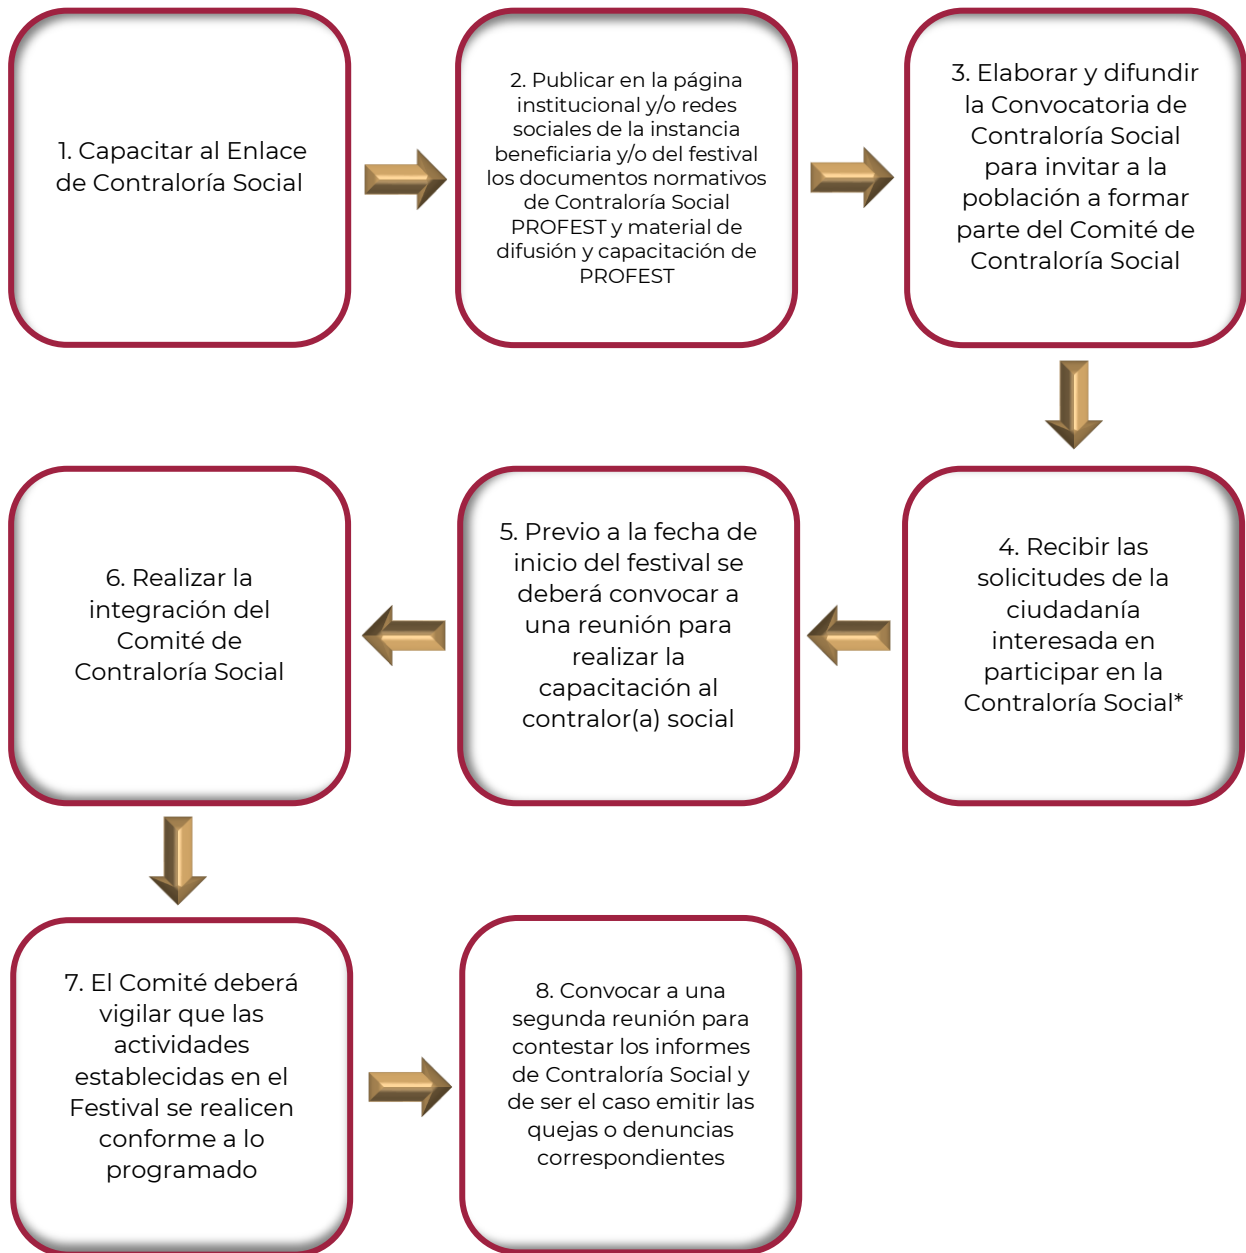 1. Capacitar al Enlace
de Contraloría Social
2. Publicar en la página
institucional y/o redes
sociales de la instancia
beneficiaria y/o del festival
los documentos normativos
de Contraloría Social
PROFEST y material de
difusión y capacitación de
PROFEST
3. Elaborar y difundir
la Convocatoria de
Contraloría Social
para invitar a la
población a formar
parte del Comité de
Contraloría Social
4. Recibir las
solicitudes de la
ciudadanía
interesada en
participar en la
Contraloría Social*
5. Previo a la fecha de
inicio del festival se
deberá convocar a
una reunión para
realizar la
capacitación al
contralor(a) social
6. Realizar la
integración del
Comité de
Contraloría Social
7. El Comité deberá
vigilar que las
actividades
establecidas en el
Festival se realicen
conforme a lo
programado
8. Convocar a una
segunda reunión para
contestar los informes
de Contraloría Social y
de ser el caso emitir las
quejas o denuncias
correspondientes